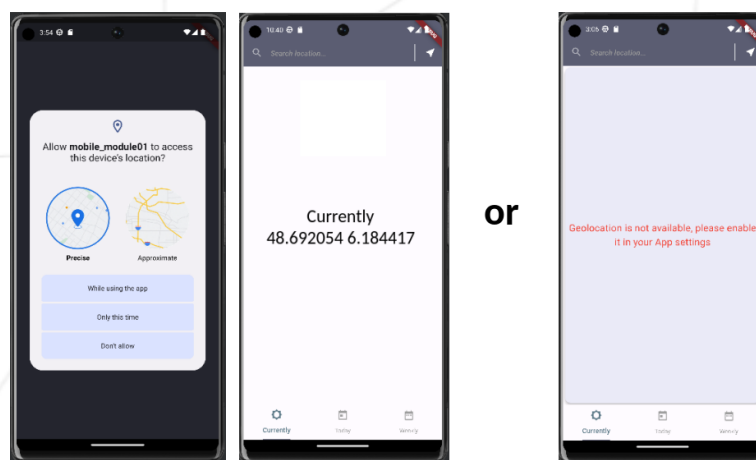 3:54
Allow mobile_module01 to access
this device's location?
Precise
Approximate
While using the app
Only this time
Don't allow
10:40
Search location...
Currently
48.692054 6.184417
Currently
Today
Weekly
or
3:05
Search location...
Geolocation is not available, please enable
it in your App settings
Currently
Today
Weekly